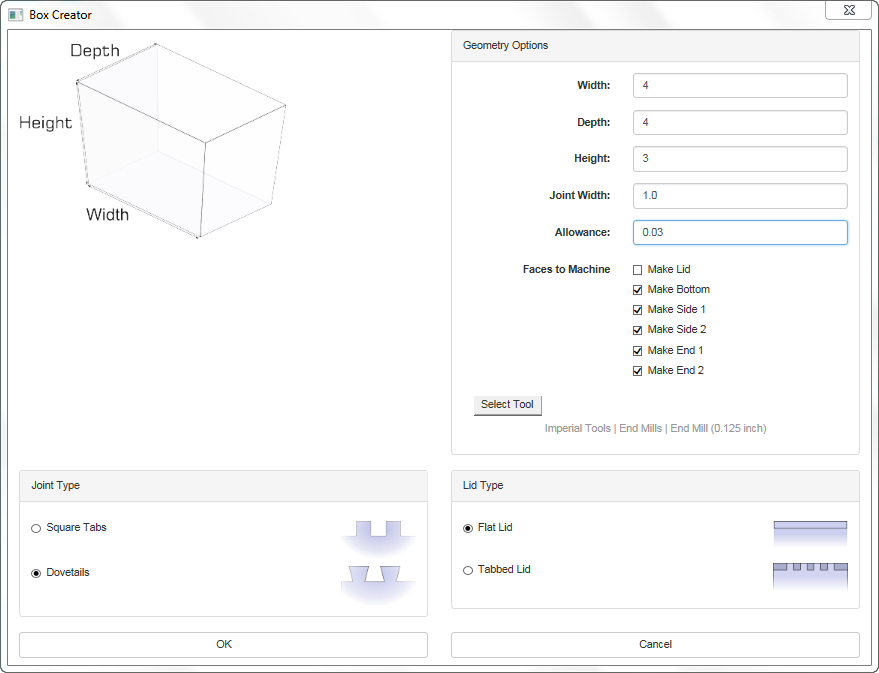 Box Creator
Depth
Height
Width
Geometry Options
Width: 4
Depth: 4
Height: 3
Joint Width: 1.0
Allowance: 0.03
Faces to Machine
Make Lid
Make Bottom
Make Side 1
Make Side 2
Make End 1
Make End 2
Select Tool
Imperial Tools | End Mills | End Mill (0.125 inch)
Joint Type
Square Tabs
Dovetails
Lid Type
Flat Lid
Tabbed Lid
OK
Cancel